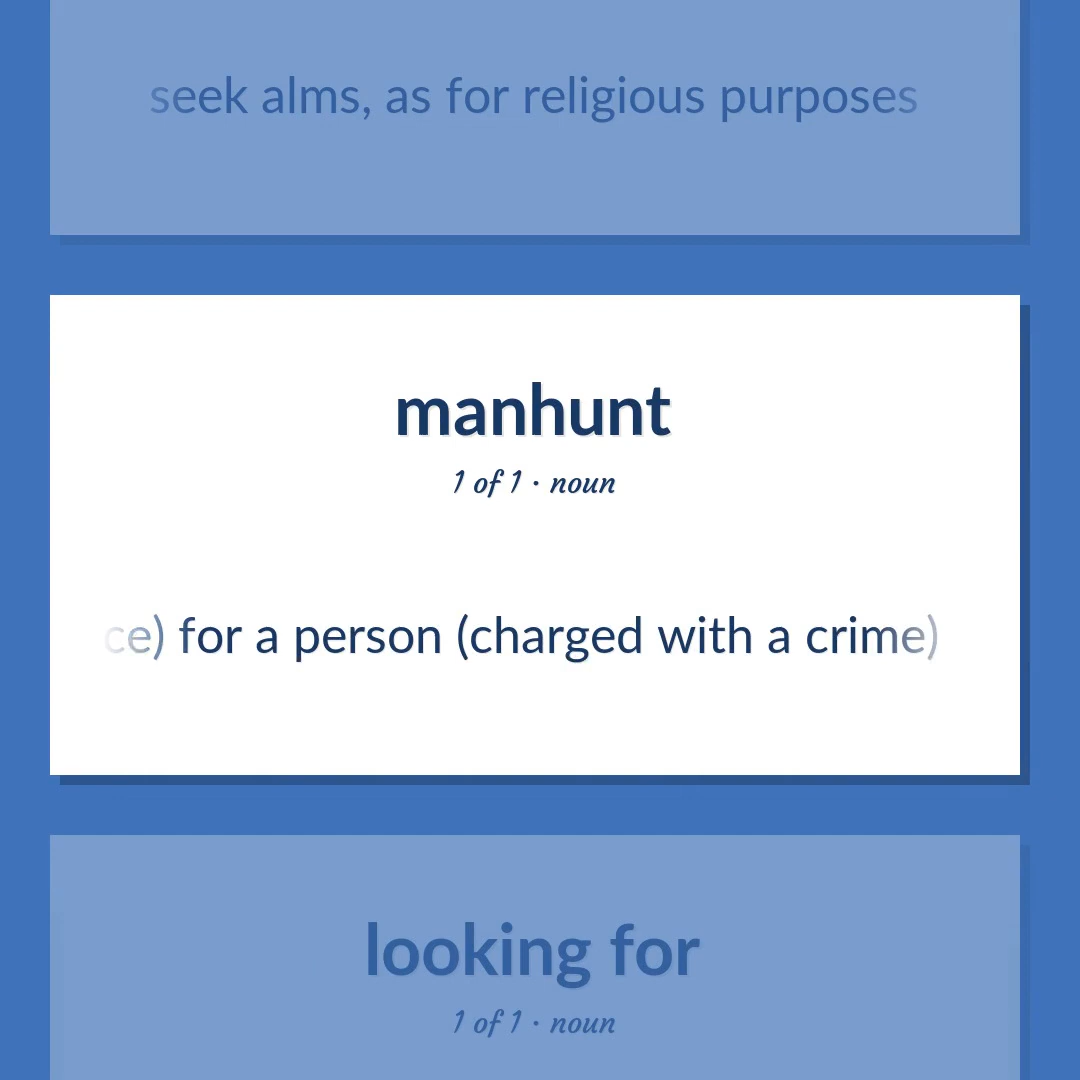 seek alms, as for religious purposes
manhunt
1 of 1 · noun
ce) for a person (charged with a crime)
looking for
1 of 1 · noun